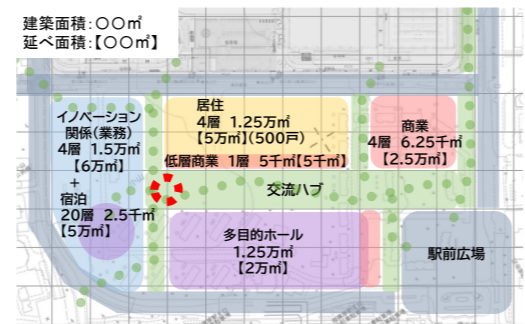 建築面積:〇〇㎡
延べ面積:【〇〇㎡】
イノベーション
関係(業務)
4層 1.5万㎡
【6万㎡】
+
宿泊
20層 2.5千㎡
【5万㎡】
居住
4層 1.25万㎡
【5万㎡】(500戸)
低層商業 1層 5千㎡【5千㎡】
商業
4層 6.25千㎡
【2.5万㎡】
交流ハブ
多目的ホール
1.25万㎡
【2万㎡】
駅前広場